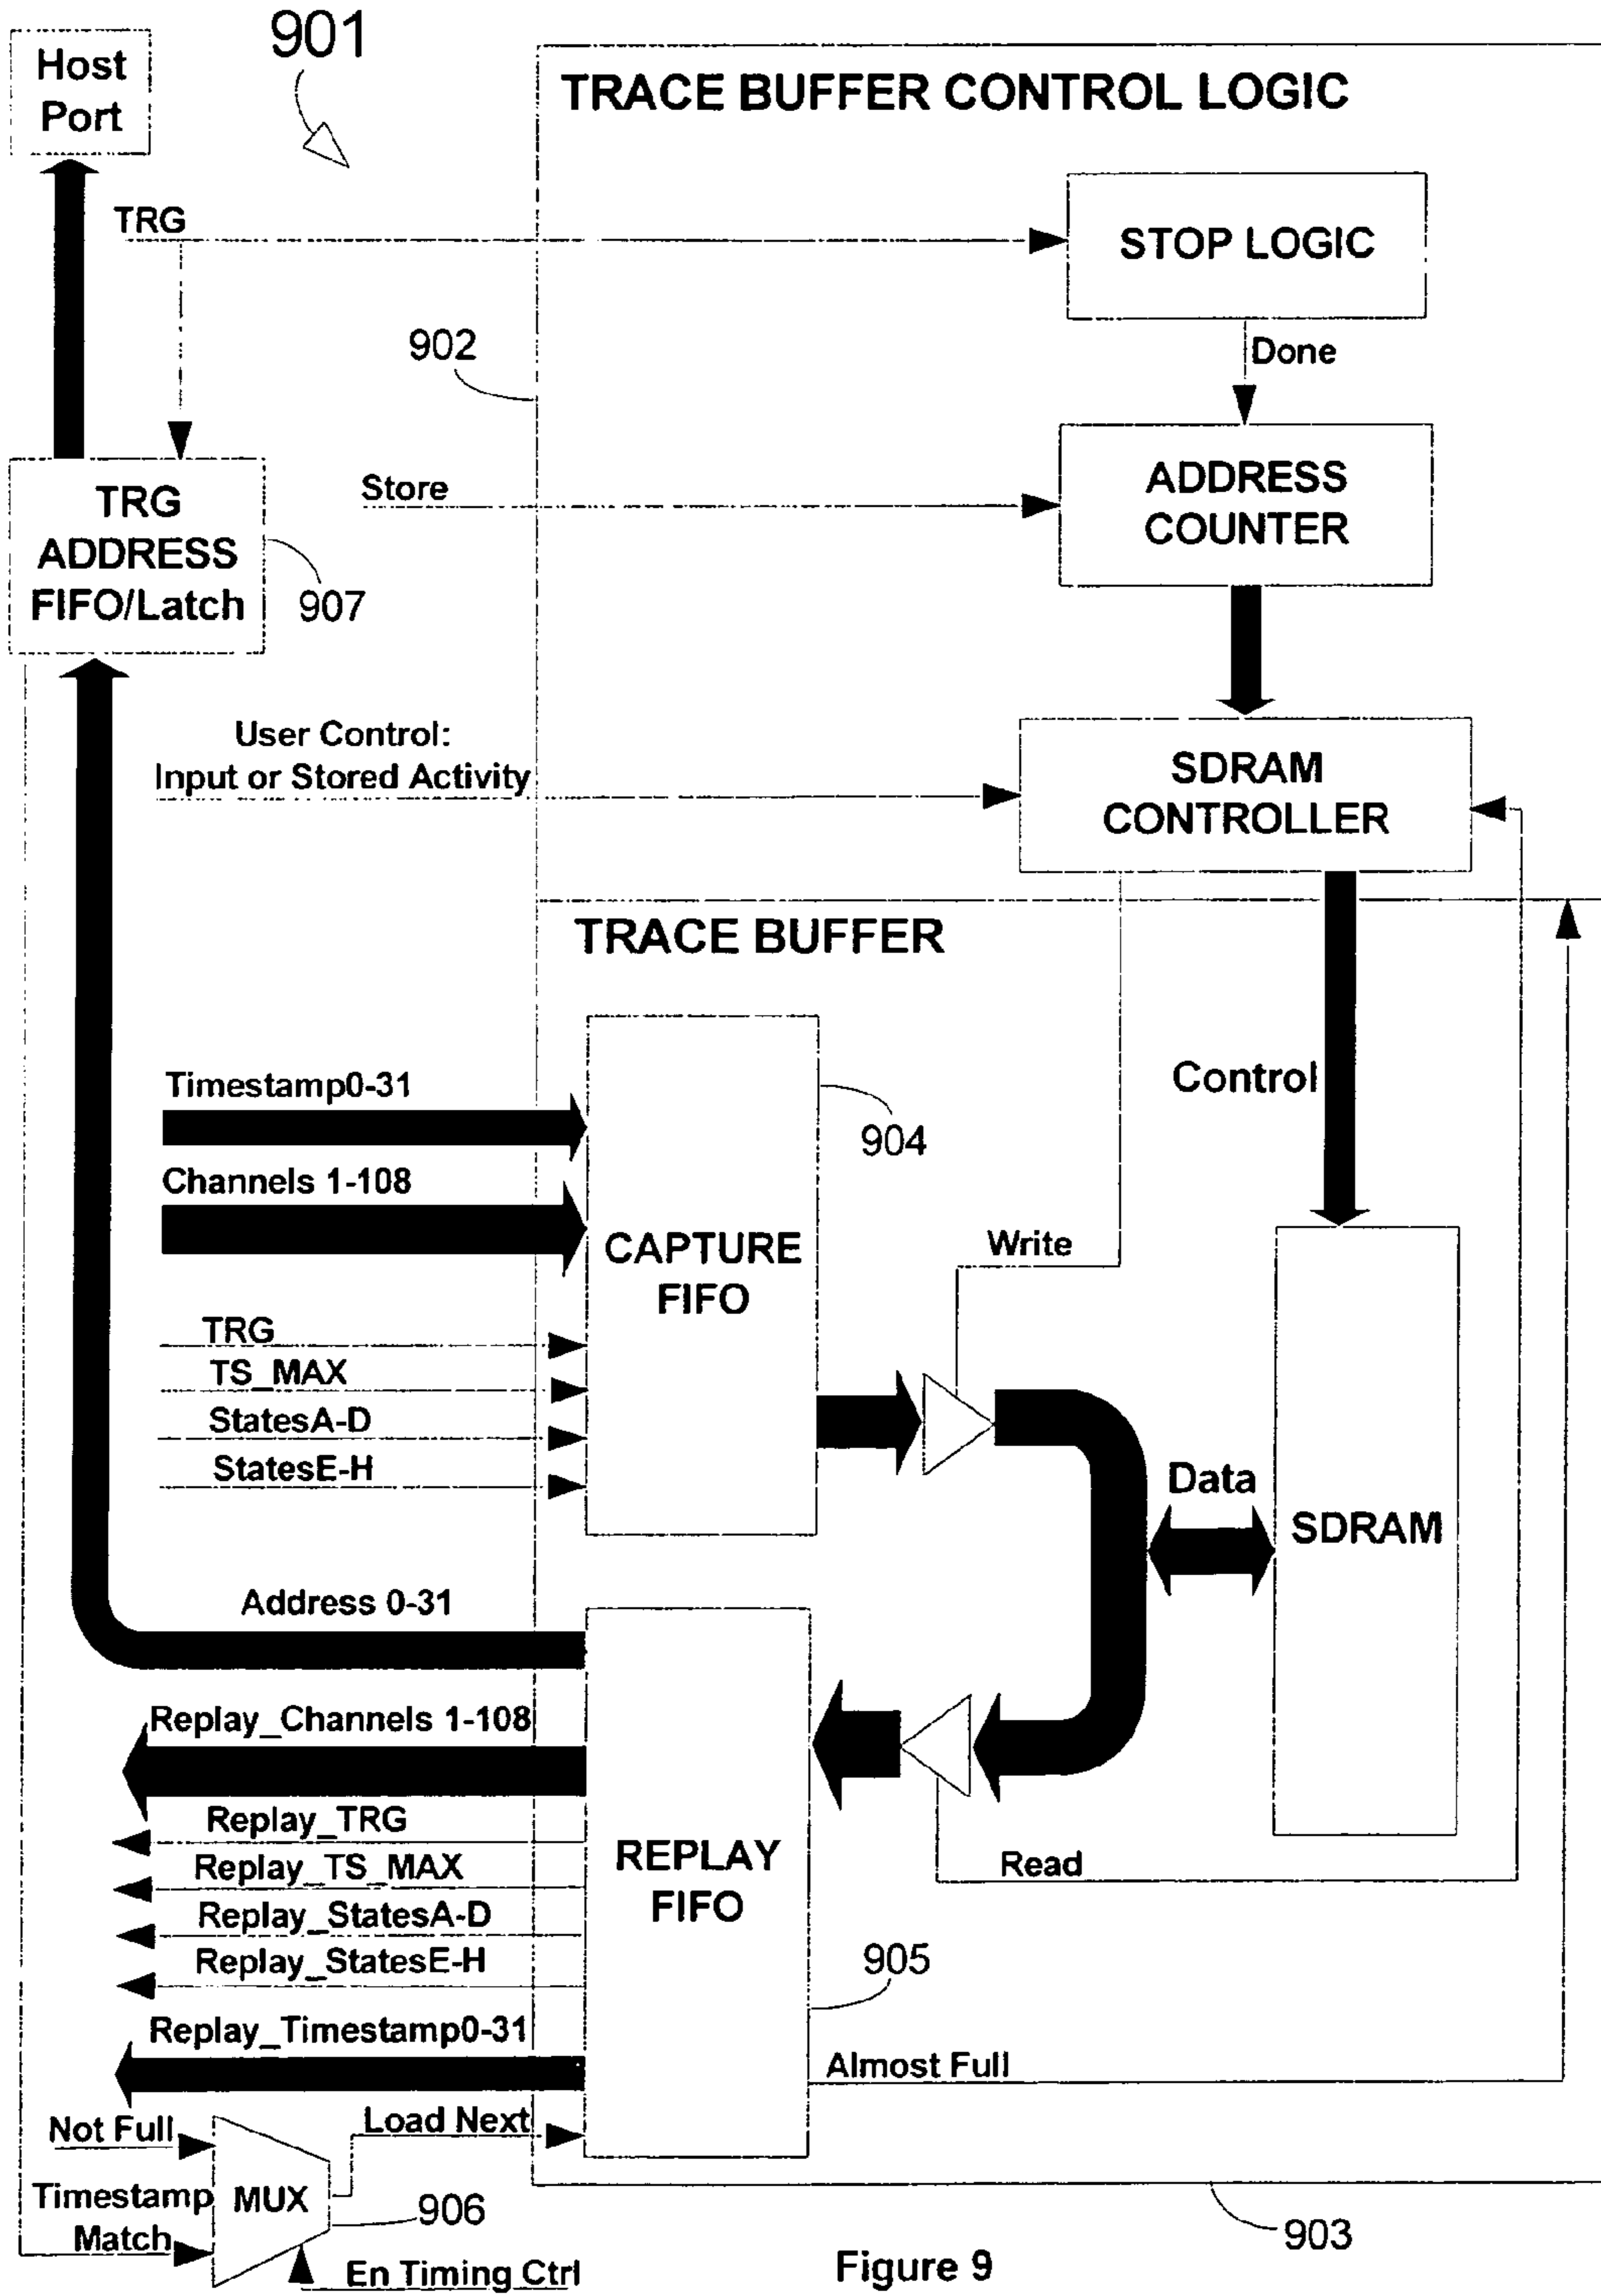 901
Host
Port
TRACE BUFFER CONTROL LOGIC
TRG
STOP LOGIC
902
Done
TRG
ADDRESS
FIFO/Latch
907
Store
ADDRESS
COUNTER
User Control:
Input or Stored Activity
SDRAM
CONTROLLER
TRACE BUFFER
Timestamp0-31
Channels 1-108
904
Control
CAPTURE
FIFO
Write
TRG
TS_MAX
StatesA-D
StatesE-H
Data
SDRAM
Address 0-31
Replay_Channels 1-108
Replay_TRG
Replay_TS_MAX
Replay_StatesA-D
Replay_StatesE-H
Replay_Timestamp0-31
REPLAY
FIFO
Read
905
Almost Full
Not Full
Load Next
Timestamp
Match
MUX
906
En Timing Ctrl
903
Figure 9